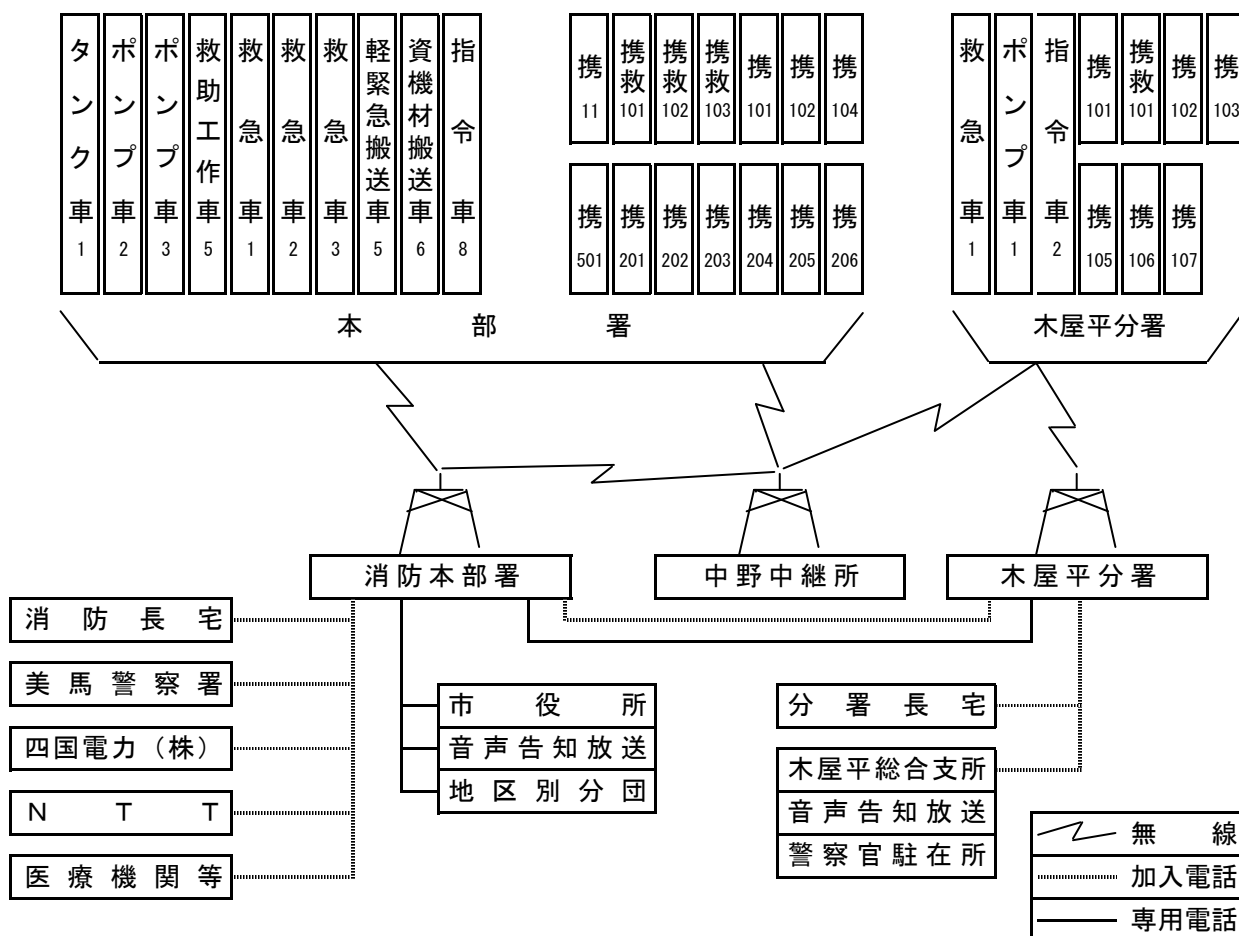 タンク車1
ポンプ車2
ポンプ車3
救助工作車5
救急車1
救急車2
救急車3
軽緊急搬送車5
資機材搬送車6
指令車8
携11
携救101
携救102
携救103
携101
携102
携104
携501
携201
携202
携203
携204
携205
携206
本部署
救急車1
ポンプ車1
指令車2
携101
携救101
携102
携103
携105
携106
携107
木屋平分署
消防本部署
中野中継所
木屋平分署
消防長宅
美馬警察署
四国電力（株）
NTT
医療機関等
市役所
音声告知放送
地区別分団
分署長宅
木屋平総合支所
音声告知放送
警察官駐在所
無線
加入電話
専用電話